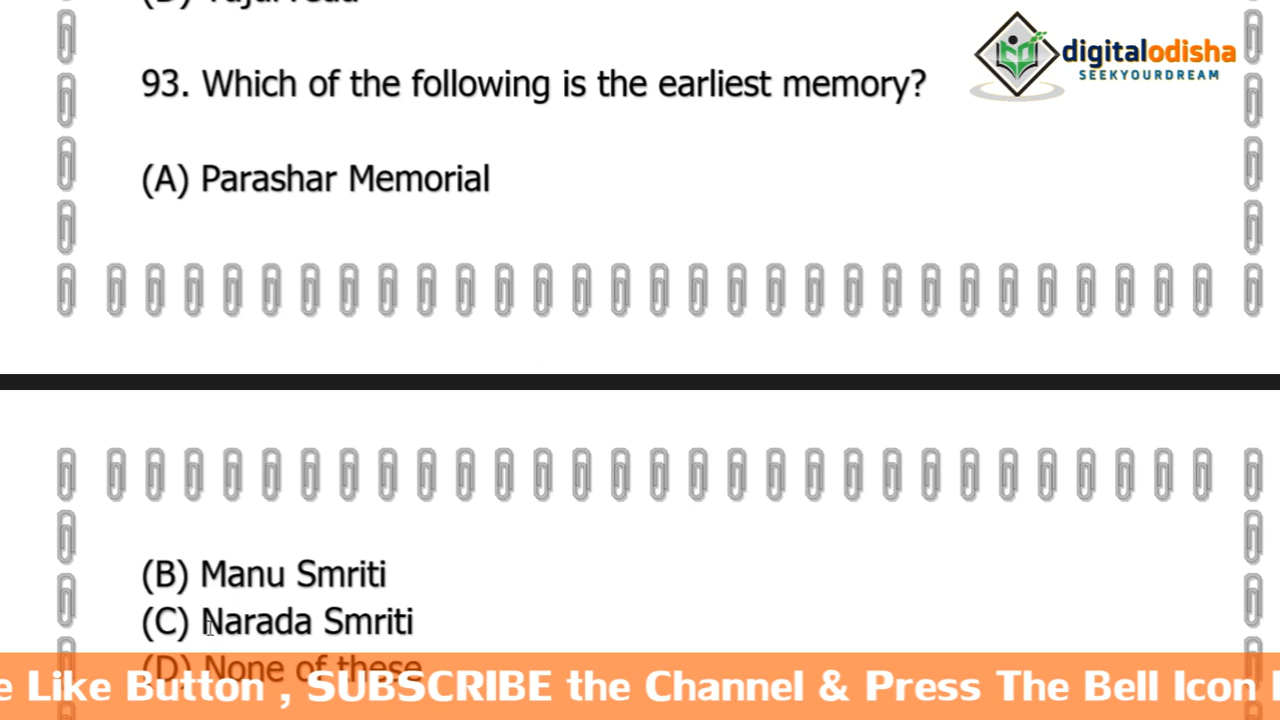 digitalodisha
SEEKYOURDREAM
93. Which of the following is the earliest memory?
(A) Parashar Memorial
(B) Manu Smriti
(C) Narada Smriti
(D) None of these
e Like Button , SUBSCRIBE the Channel & Press The Bell Icon